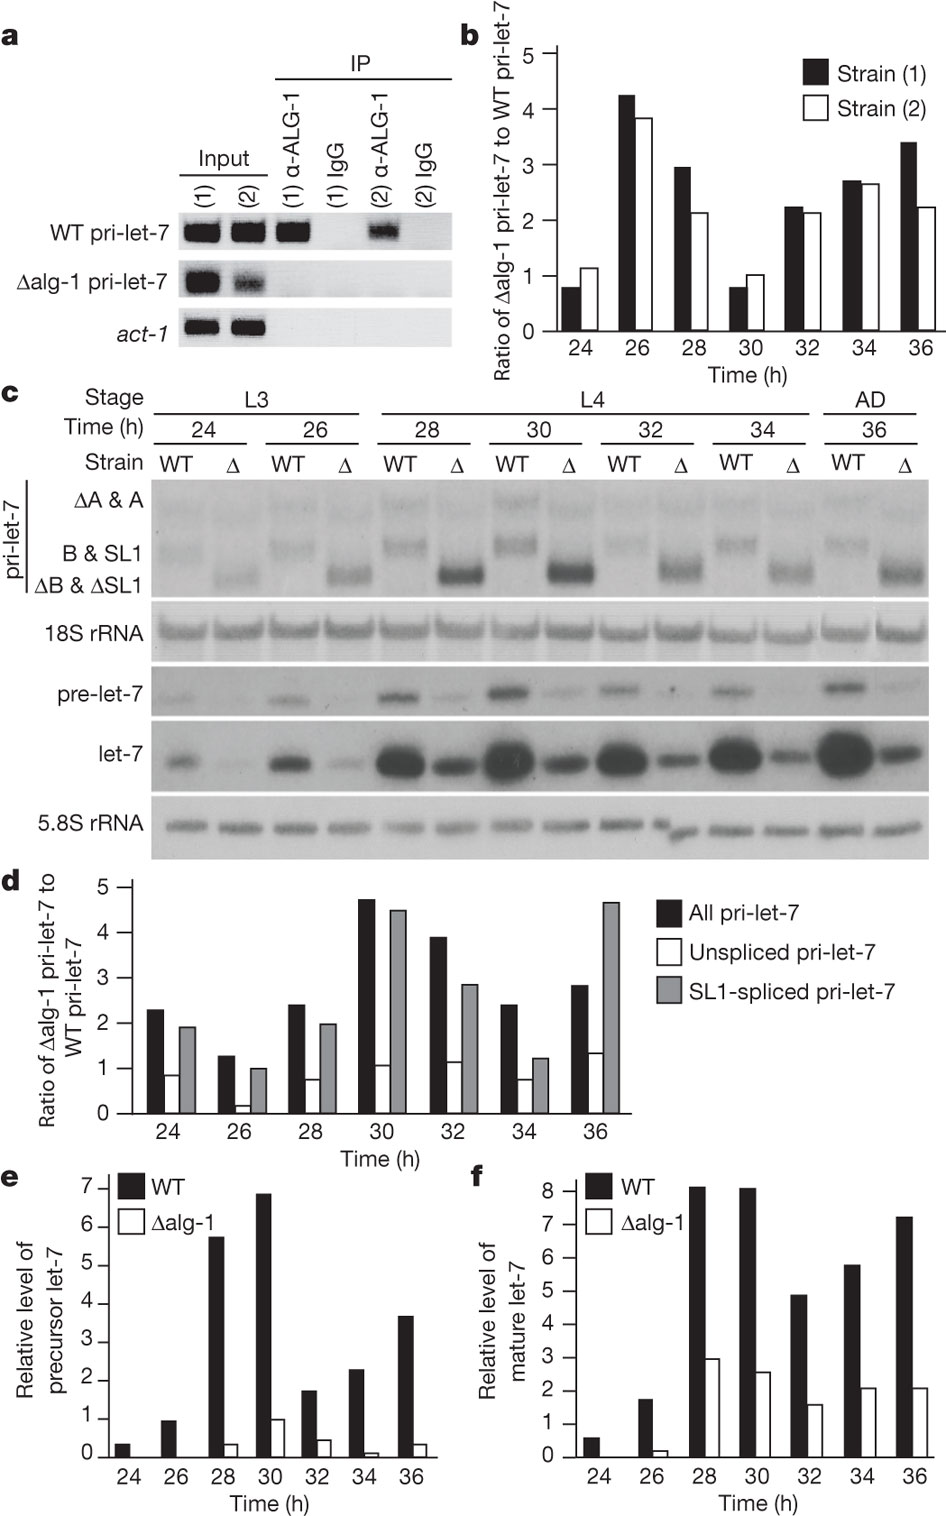 a
IP
Input
(1)
(2)
(1) α-ALG-1
(1) IgG
(2) α-ALG-1
(2) IgG
WT pri-let-7
Δalg-1 pri-let-7
act-1
b
Ratio of Δalg-1 pri-let-7 to WT pri-let-7
5
4
3
2
1
0
Strain (1)
Strain (2)
24 26 28 30 32 34 36
Time (h)
c
Stage L3 L4 AD
Time (h) 24 26 28 30 32 34 36
Strain WT Δ WT Δ WT Δ WT Δ WT Δ WT Δ WT Δ
pri-let-7
ΔA & A
B & SL1
ΔB & ΔSL1
18S rRNA
pre-let-7
let-7
5.8S rRNA
d
Ratio of Δalg-1 pri-let-7 to
WT pri-let-7
5
4
3
2
1
0
All pri-let-7
Unspliced pri-let-7
SL1-spliced pri-let-7
24 26 28 30 32 34 36
Time (h)
e
Relative level of
precursor let-7
7
6
5
4
3
2
1
0
WT
Δalg-1
24 26 28 30 32 34 36
Time (h)
f
Relative level of
mature let-7
8
7
6
5
4
3
2
1
0
WT
Δalg-1
24 26 28 30 32 34 36
Time (h)